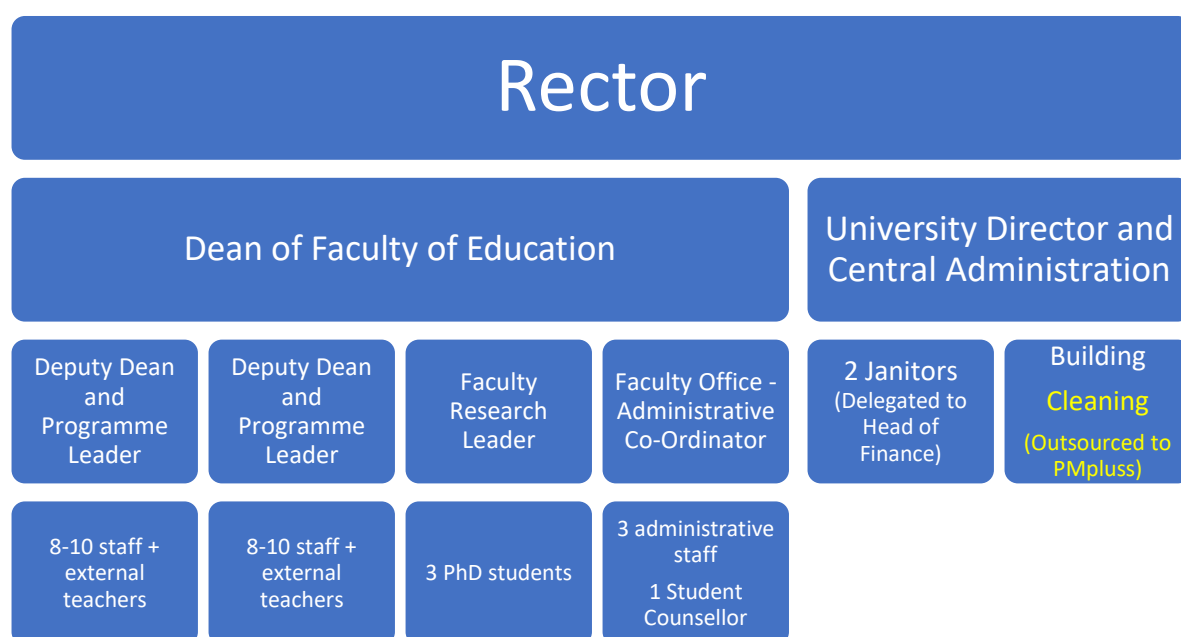 Rector
Dean of Faculty of Education
University Director and
Central Administration
Deputy Dean
and
Programme
Leader
Deputy Dean
and
Programme
Leader
Faculty
Research
Leader
Faculty Office -
Administrative
Co-Ordinator
2 Janitors
(Delegated to
Head of
Finance)
Building
Cleaning
(Outsourced to
PMpluss)
8-10 staff +
external
teachers
8-10 staff +
external
teachers
3 PhD students
3 administrative
staff
1 Student
Counsellor